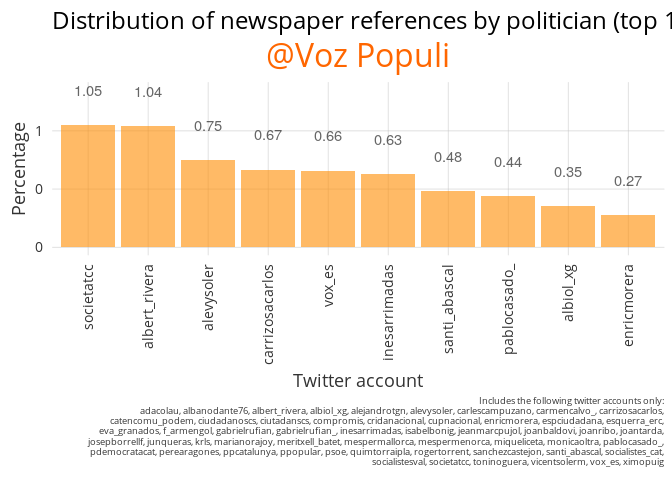 Distribution of newspaper references by politician (top 1
@Voz Populi
Percentage
1
0
0
1.05
1.04
0.75
0.67
0.66
0.63
0.48
0.44
0.35
0.27
societatcc
albert_rivera
alevysoler
carrizosacarlos
vox_es
inesarrimadas
santi_abascal
pablocasado_
albiol_xg
enricmorera
Twitter account
Includes the following twitter accounts only:
adacolau, albanodante76, albert_rivera, albiol_xg, alejandrotgn, alevysoler, carlescampuzano, carmencalvo_, carrizosacarlos,
catencomu_podem, ciudadanoscs, ciutadanscs, compromis, cridanacional, cupnacional, enricmorera, espciudadana, esquerra_erc,
eva_granados, f_armengol, gabrielrufian, gabrielrufian_, inesarrimadas, isabelbonig, jeanmarcpujol, joanbaldovi, joanribo, joantarda,
josepborrellf, junqueras, krls, marianorajoy, meritxell_batet, mespermallorca, mespermenorca, miqueliceta, monicaoltra, pablocasado_,
pdemocratacat, perearagones, ppcatalunya, ppopular, psoe, quimtorraipla, rogertorrent, sanchezcastejon, santi_abascal, socialistes_cat,
socialistesval, societatcc, toninoguera, vicentsolerm, vox_es, ximopuig